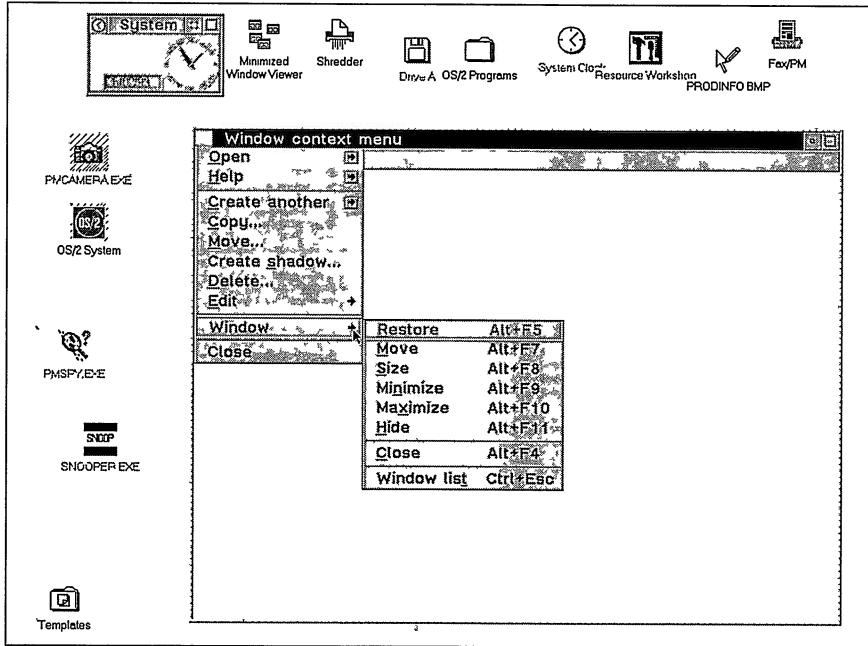 System
Minimized
Window Viewer
Shredder
Drive A
OS/2 Programs
System Clock
Resource Workshop
PRODINFO BMP
Fax/PM
PMCAMERA EXE
OS/2
OS/2 System
PMSPY.EXE
SNOOP
SNOOPER EXE
Templates
Window context menu
Open
Help
Create another
Copy...
Move...
Create shadow...
Delete...
Edit
Window
Close
Restore Alt+F5
Move Alt+F7
Size Alt+F8
Minimize Alt+F9
Maximize Alt+F10
Hide Alt+F11
Close Alt+F4
Window list Ctrl+Esc